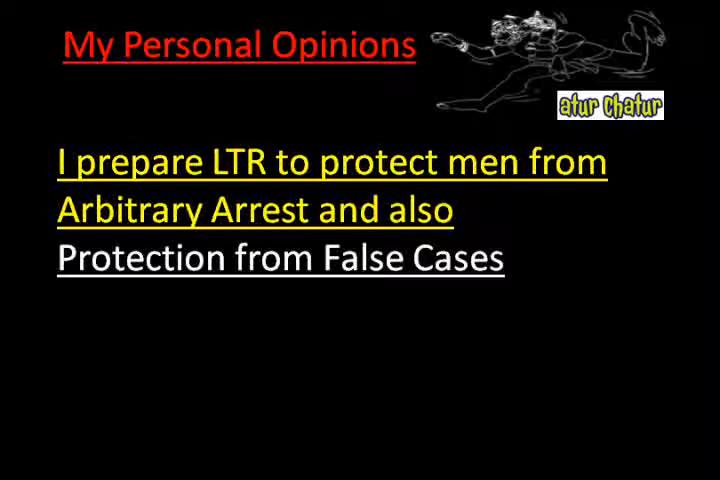 My Personal Opinions
atur chatur
I prepare LTR to protect men from
Arbitrary Arrest and also
Protection from False Cases